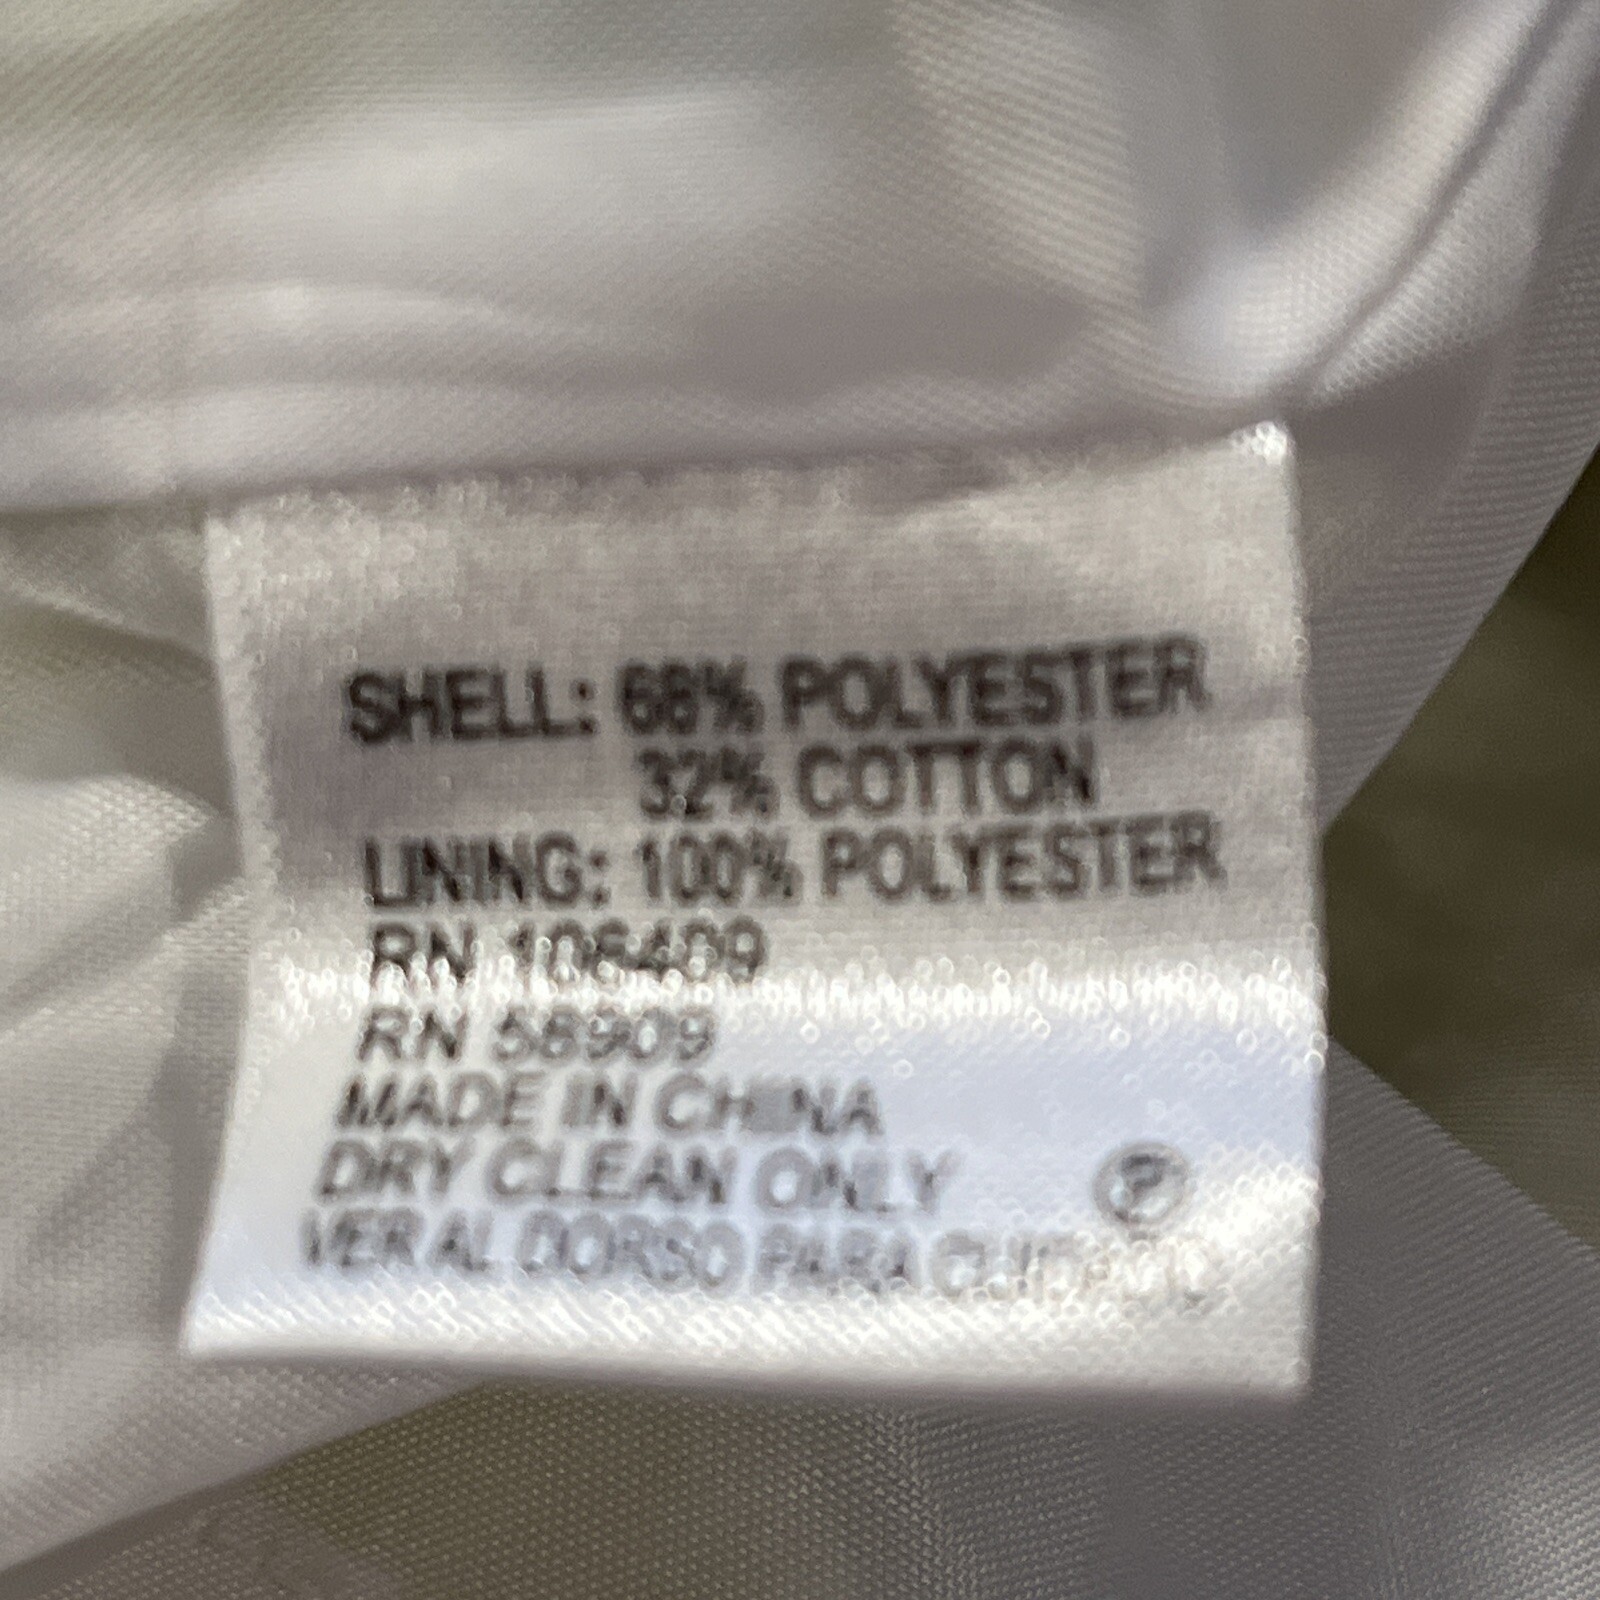 SHELL: 68% POLYESTER
32% COTTON
LINING: 100% POLYESTER
RN 106409
RN 58909
MADE IN CHINA
DRY CLEAN ONLY
P
VER AL DORSO PARA CUIDADO